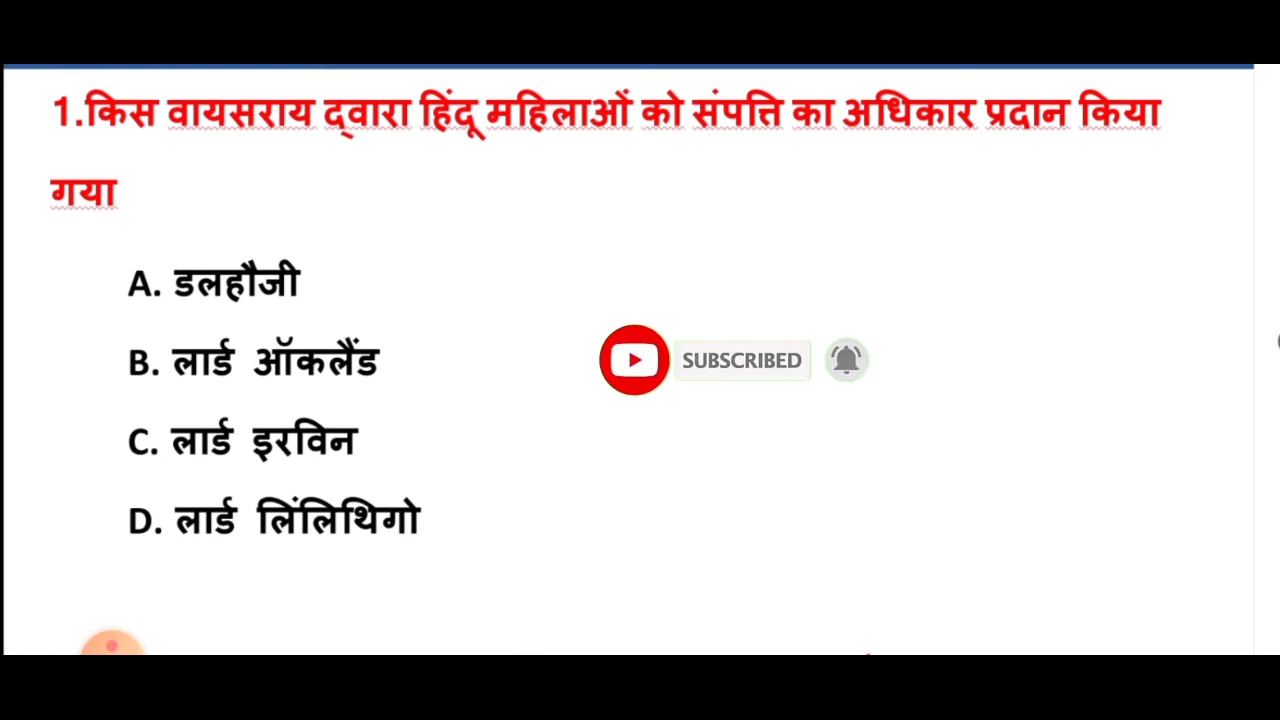 1.किस वायसराय द्वारा हिंदू महिलाओं को संपत्ति का अधिकार प्रदान किया
गया
A. डलहौजी
B. लार्ड ऑकलैंड
SUBSCRIBED
C. लार्ड इरविन
D. लार्ड लिंलिथिगो